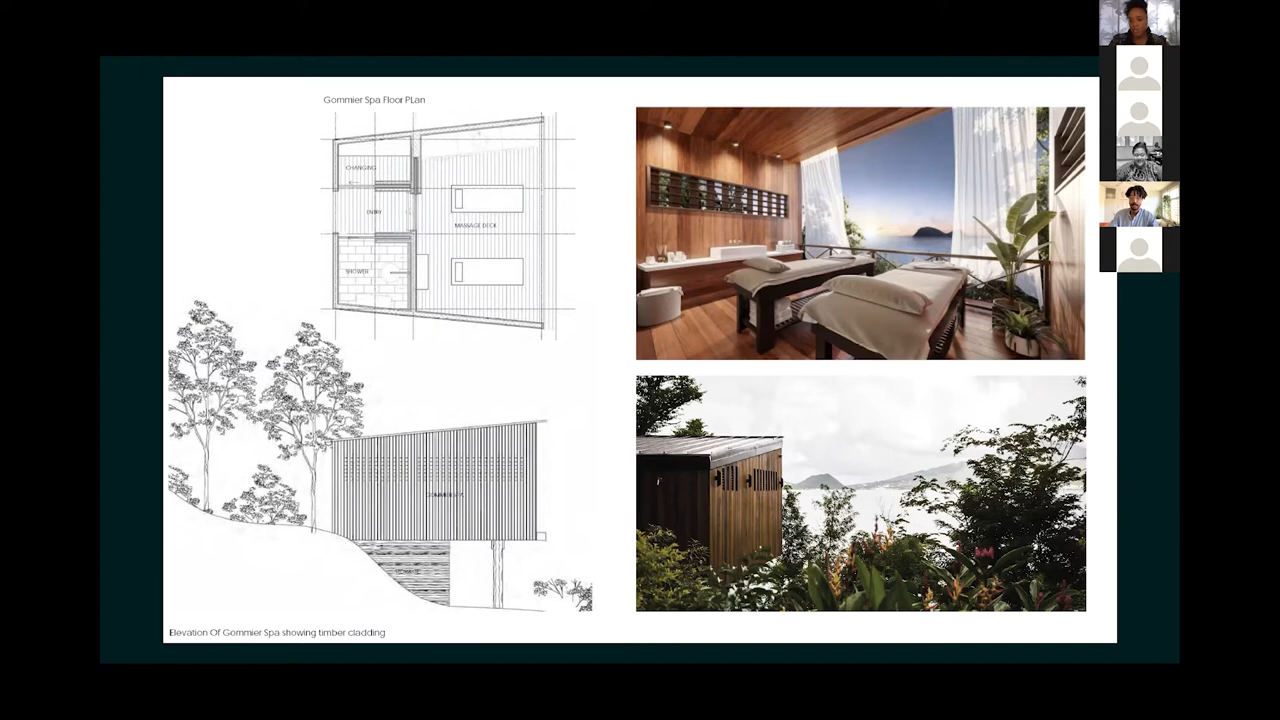 Gommier Spa Floor PLan
CHANGING
ENTRY
MASSAGE DECK
SHOWER
Elevation Of Gommier Spa showing timber cladding